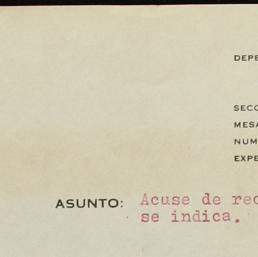 DEPE
SECC
MESA
NUM
EXPE
ASUNTO: Acuse de rec
se indica.